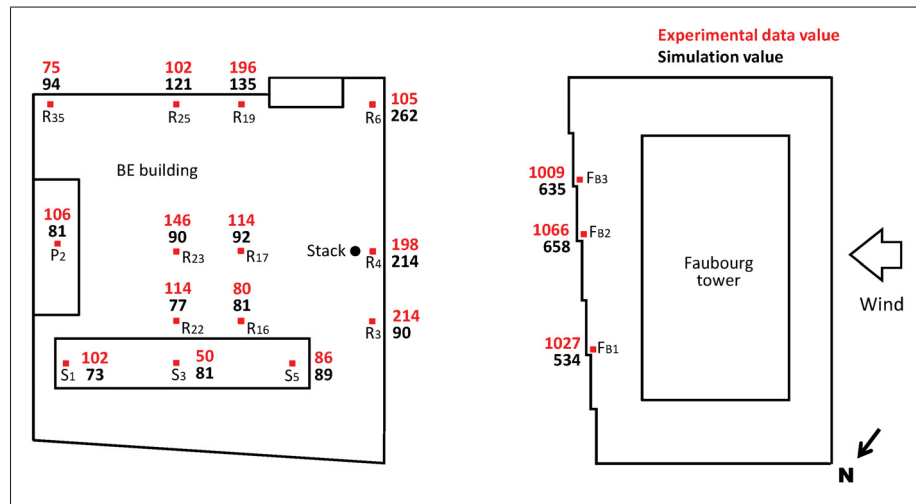 Experimental data value
Simulation value
75
94
R35
102
121
R25
196
135
R19
105
262
R6
BE building
106
81
P2
146
90
R23
114
92
R17
Stack
198
214
R4
114
77
R22
80
81
R16
214
90
R3
102
73
S1
50
81
S3
86
89
S5
1009
635
FB3
1066
658
FB2
1027
534
FB1
Faubourg
tower
Wind
N